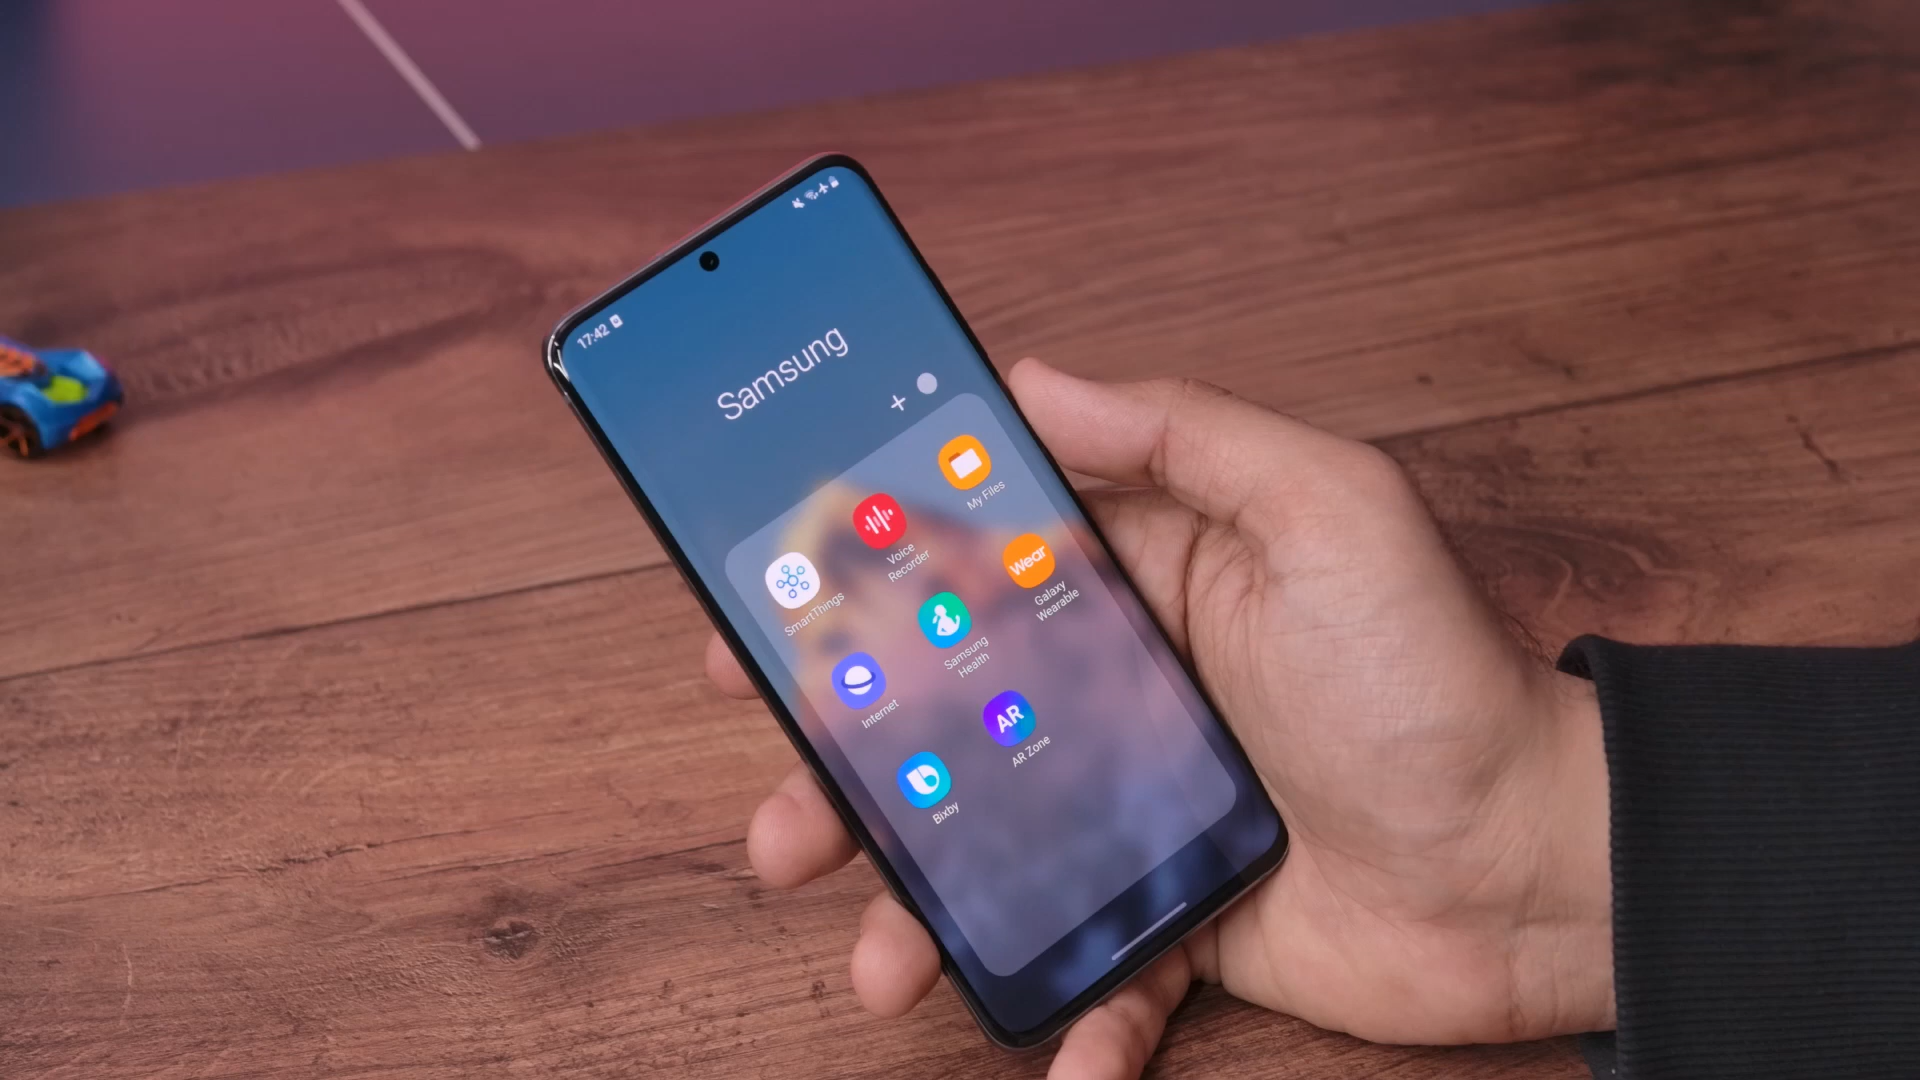 17:42
Samsung
+
SmartThings
Voice
Recorder
My Files
Internet
Samsung
Health
Wear
Galaxy
Wearable
Bixby
AR
AR Zone